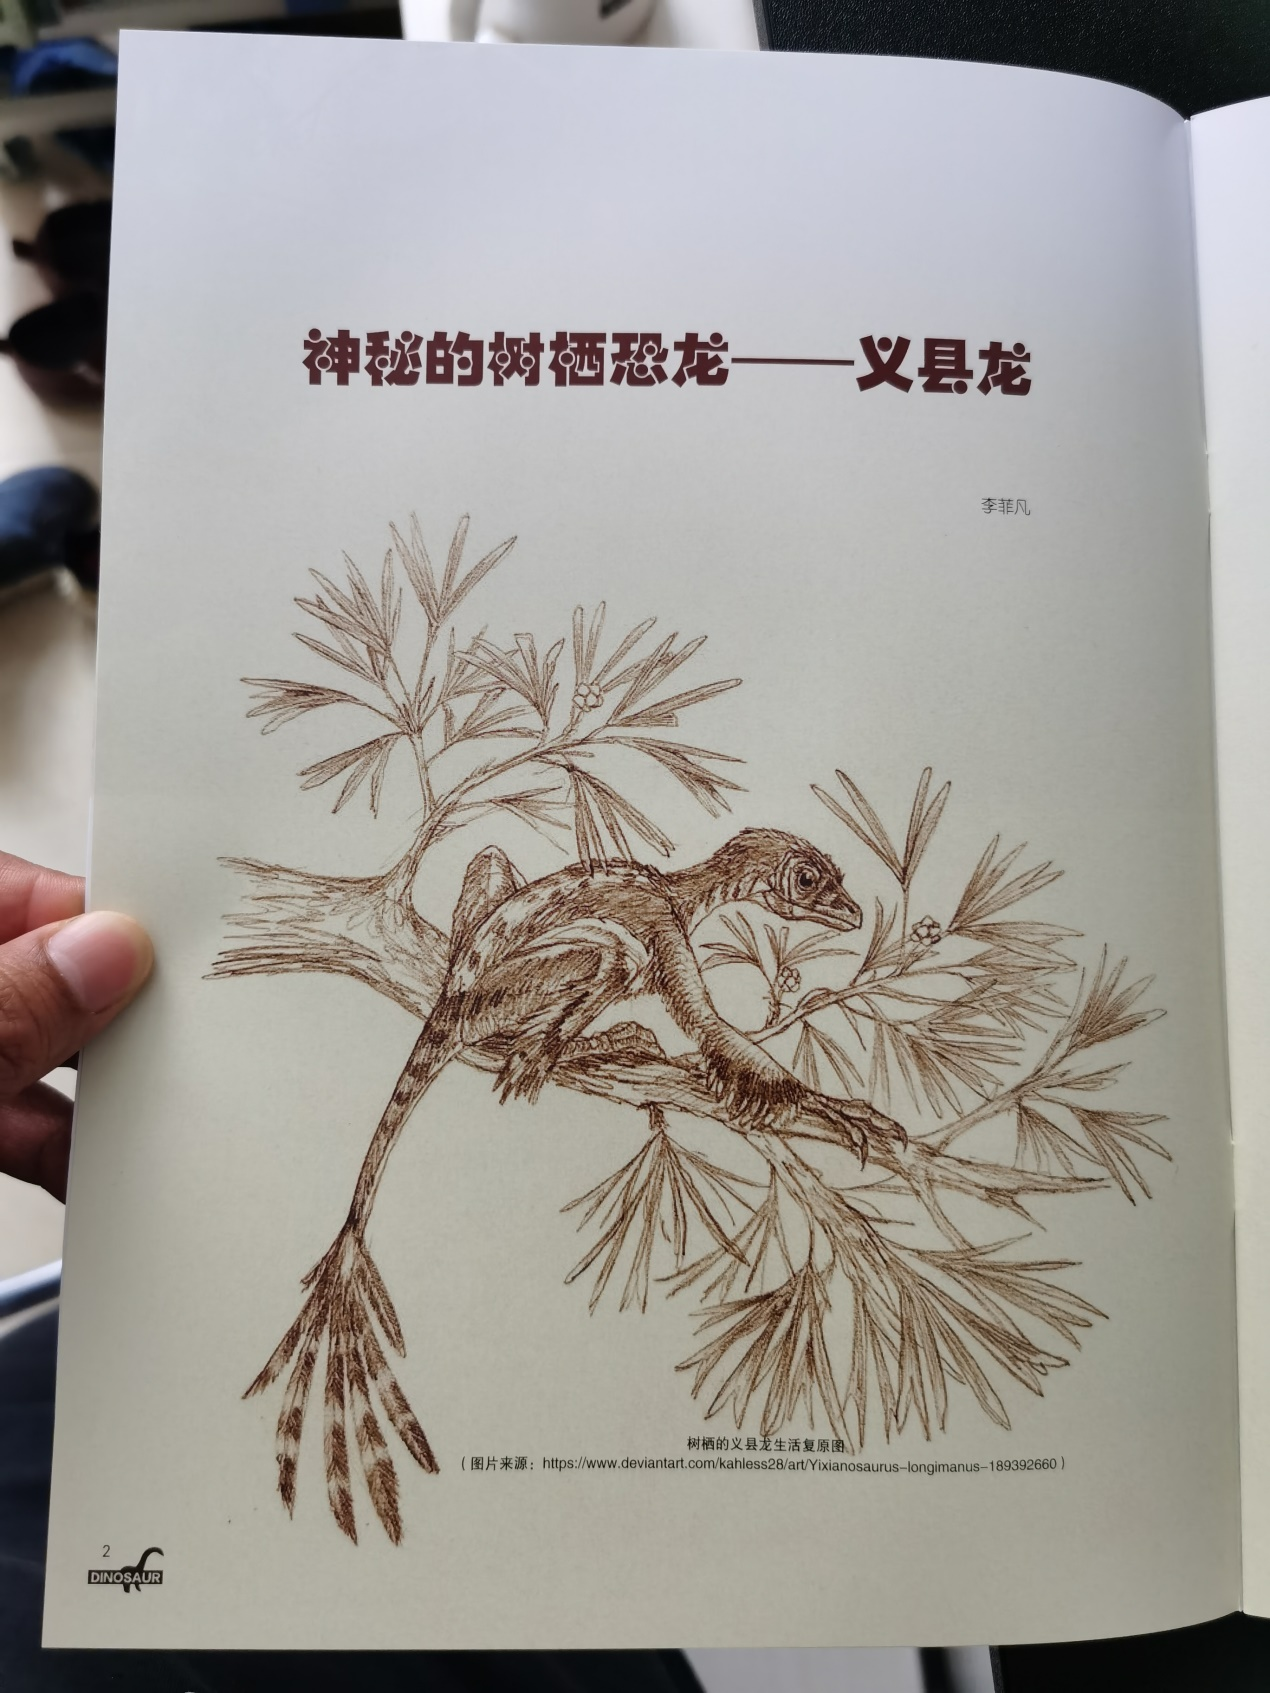 神秘的树栖恐龙——义县龙
李菲凡
树栖的义县龙生活复原图
（图片来源：https://www.deviantart.com/kahless28/art/Yixianosaurus-longimanus-189392660）
2
DINOSAUR